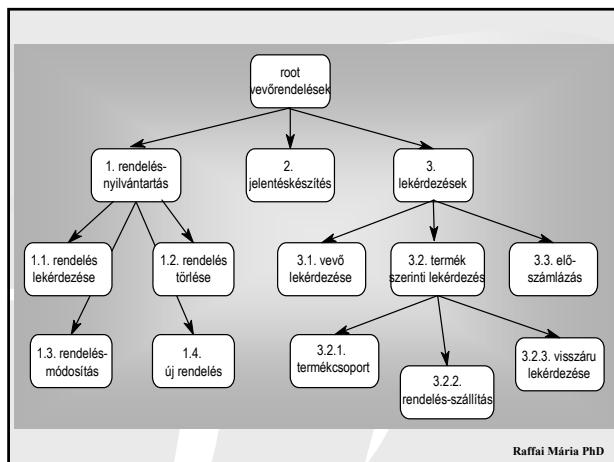 root
vevőrendelések
1. rendelés-
nyilvántartás
2.
jelentéskészítés
3.
lekérdezések
1.1. rendelés
lekérdezése
1.2. rendelés
törlése
3.1. vevő
lekérdezése
3.2. termék
szerinti lekérdezés
3.3. elő-
számlázás
1.3. rendelés-
módosítás
1.4.
új rendelés
3.2.1.
termékcsoport
3.2.2.
rendelés-szállítás
3.2.3. visszáru
lekérdezése
Raffai Mária PhD